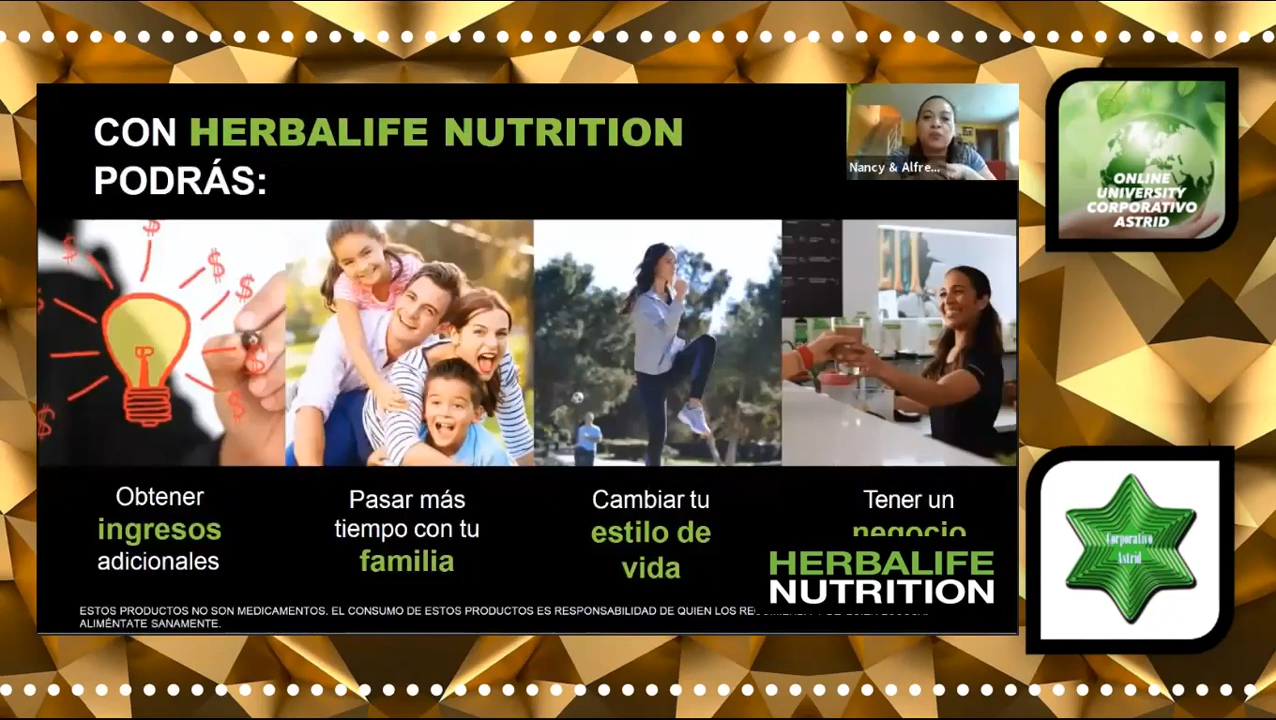 CON HERBALIFE NUTRITION
PODRÁS:
Nancy & Alfre...
ONLINE
UNIVERSITY
CORPORATIVO
ASTRID
$
$
$
$
$
$
$
Obtener
ingresos
adicionales
Pasar más
tiempo con tu
familia
Cambiar tu
estilo de
vida
Tener un
negocio
HERBALIFE
NUTRITION
Corporativo
Astrid
ESTOS PRODUCTOS NO SON MEDICAMENTOS. EL CONSUMO DE ESTOS PRODUCTOS ES RESPONSABILIDAD DE QUIEN LOS
ALIMÉNTATE SANAMENTE.